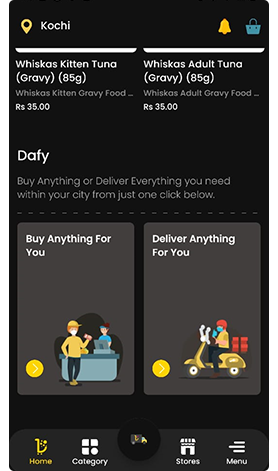 Kochi
Whiskas Kitten Tuna
(Gravy) (85g)
Whiskas Kitten Gravy Food ...
Rs 35.00
Whiskas Adult Tuna
(Gravy) (85g)
Whiskas Adult Gravy Food ...
Rs 35.00
Dafy
Buy Anything or Deliver Everything you need
within your city from just one click below.
Buy Anything For
You
Deliver Anything
For You
Home
Category
Stores
Menu